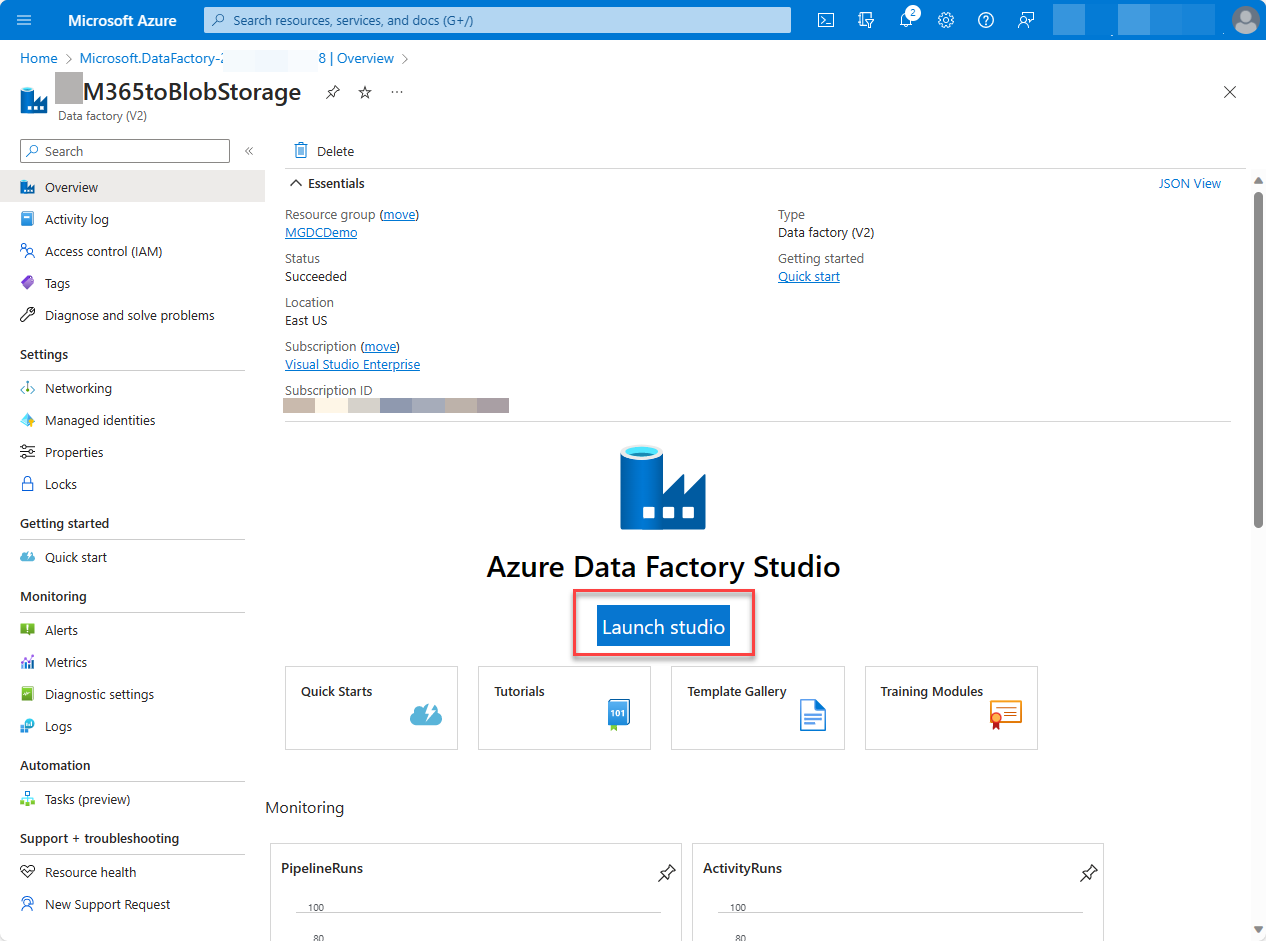 Microsoft Azure
Search resources, services, and docs (G+/)
2
Home > Microsoft.DataFactory-
8 | Overview >
M365toBlobStorage
Data factory (V2)
Search
«
Delete
Overview
Activity log
Access control (IAM)
Tags
Diagnose and solve problems
Settings
Networking
Managed identities
Properties
Locks
Getting started
Quick start
Monitoring
Alerts
Metrics
Diagnostic settings
Logs
Automation
Tasks (preview)
Support + troubleshooting
Resource health
New Support Request
Essentials
JSON View
Resource group (move)
MGDCDemo
Status
Succeeded
Location
East US
Subscription (move)
Visual Studio Enterprise
Subscription ID
Type
Data factory (V2)
Getting started
Quick start
Azure Data Factory Studio
Launch studio
Quick Starts
Tutorials
101
Template Gallery
Training Modules
Monitoring
PipelineRuns
100
80
ActivityRuns
100
80